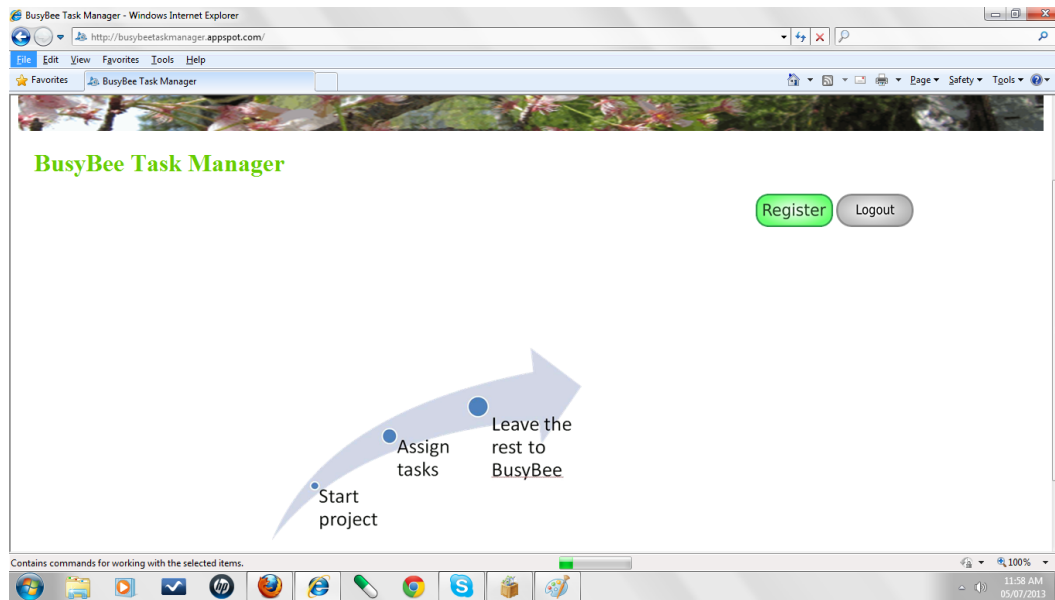 BusyBee Task Manager - Windows Internet Explorer
http://busybeetaskmanager.appspot.com/
File Edit View Favorites Tools Help
Favorites BusyBee Task Manager Page Safety Tools
BusyBee Task Manager
Register Logout
Leave the
rest to
BusyBee
Assign
tasks
Start
project
Contains commands for working with the selected items. 100%
hp
11:58 AM
05/07/2013